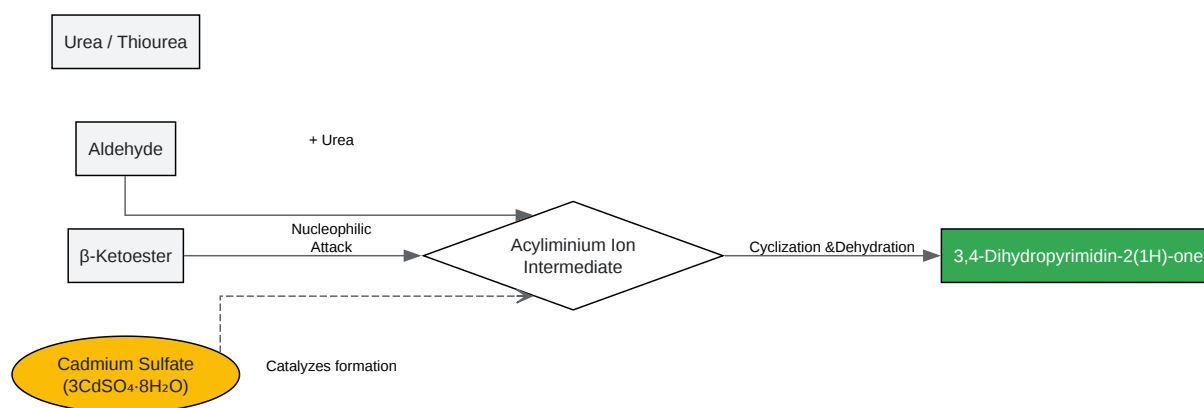 Urea / Thiourea
Aldehyde
+ Urea
Nucleophilic
Attack
β-Ketoester
Acyliminium Ion
Intermediate
Cyclization &Dehydration
3,4-Dihydropyrimidin-2(1H)-one
Cadmium Sulfate
(3CdSO₄·8H₂O)
Catalyzes formation